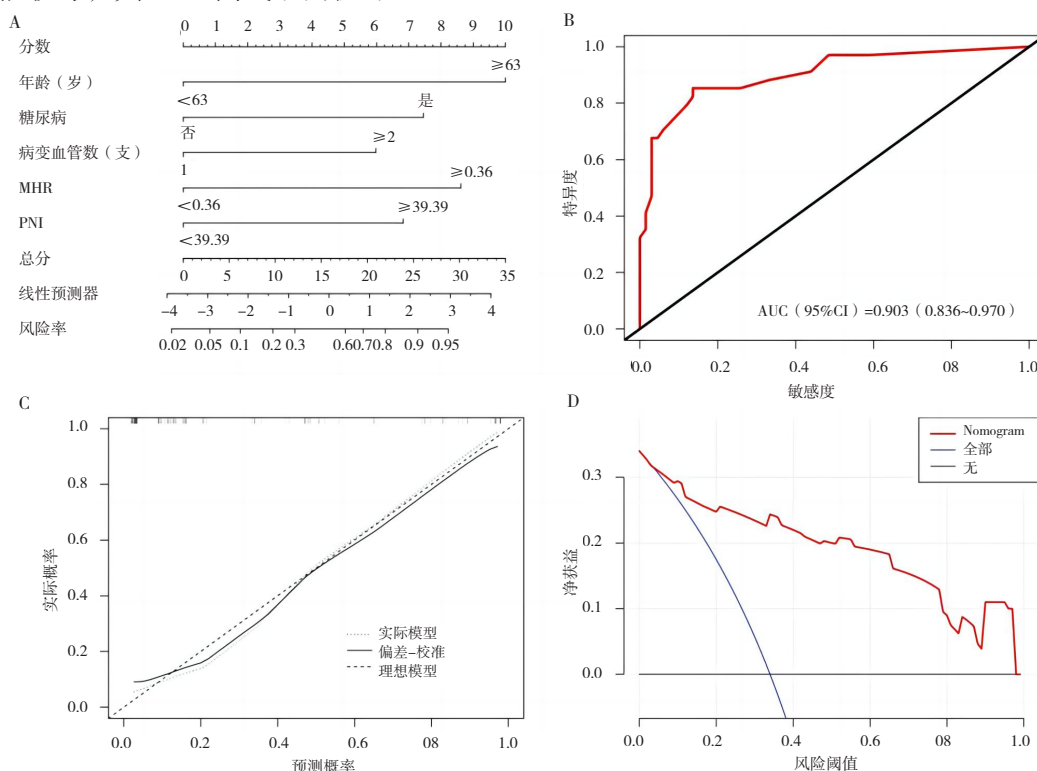 A
0 1 2 3 4 5 6 7 8 9 10
分数
≥63
年龄（岁）
<63
是
糖尿病
否
≥2
病变血管数（支）
1
≥0.36
MHR
<0.36
≥39.39
PNI
<39.39
总分
0 5 10 15 20 25 30 35
线性预测器
-4 -3 -2 -1 0 1 2 3 4
风险率
0.02 0.05 0.1 0.2 0.3 0.60.70.8 0.9 0.95
B
1.0
0.8
0.6
0.4
0.2
0.0
特异度
AUC（95%CI）=0.903（0.836~0.970）
0.0 0.2 0.4 0.6 0.8 1.0
敏感度
C
1.0
0.8
0.6
0.4
0.2
0.0
实际概率
实际模型
偏差-校准
理想模型
0.0 0.2 0.4 0.6 08 1.0
预测概率
D
Nomogram
全部
无
0.3
0.2
0.1
0.0
净获益
0.0 0.2 0.4 0.6 0.8 1.0
风险阈值